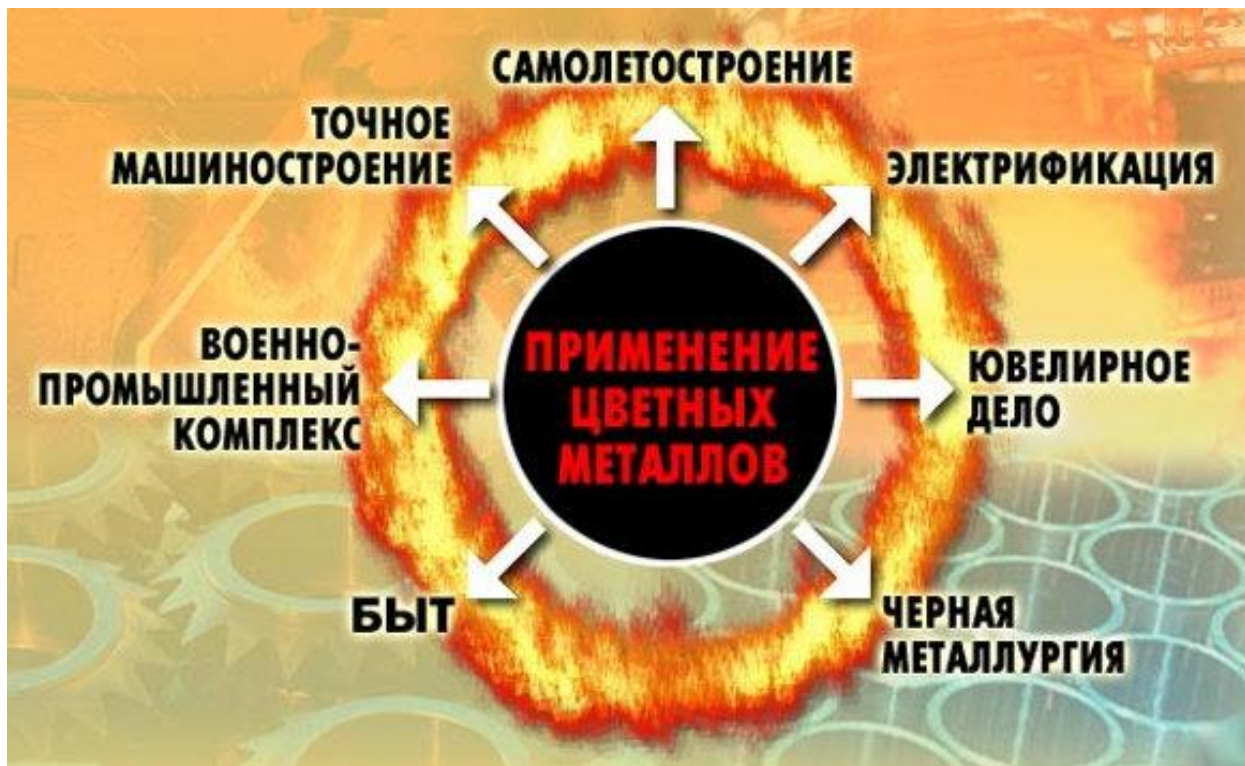 САМОЛЕТОСТРОЕНИЕ
ТОЧНОЕ
МАШИНОСТРОЕНИЕ
ЭЛЕКТРИФИКАЦИЯ
ВОЕННО-
ПРОМЫШЛЕННЫЙ
КОМПЛЕКС
ПРИМЕНЕНИЕ
ЦВЕТНЫХ
МЕТАЛЛОВ
ЮВЕЛИРНОЕ
ДЕЛО
БЫТ
ЧЕРНАЯ
МЕТАЛЛУРГИЯ